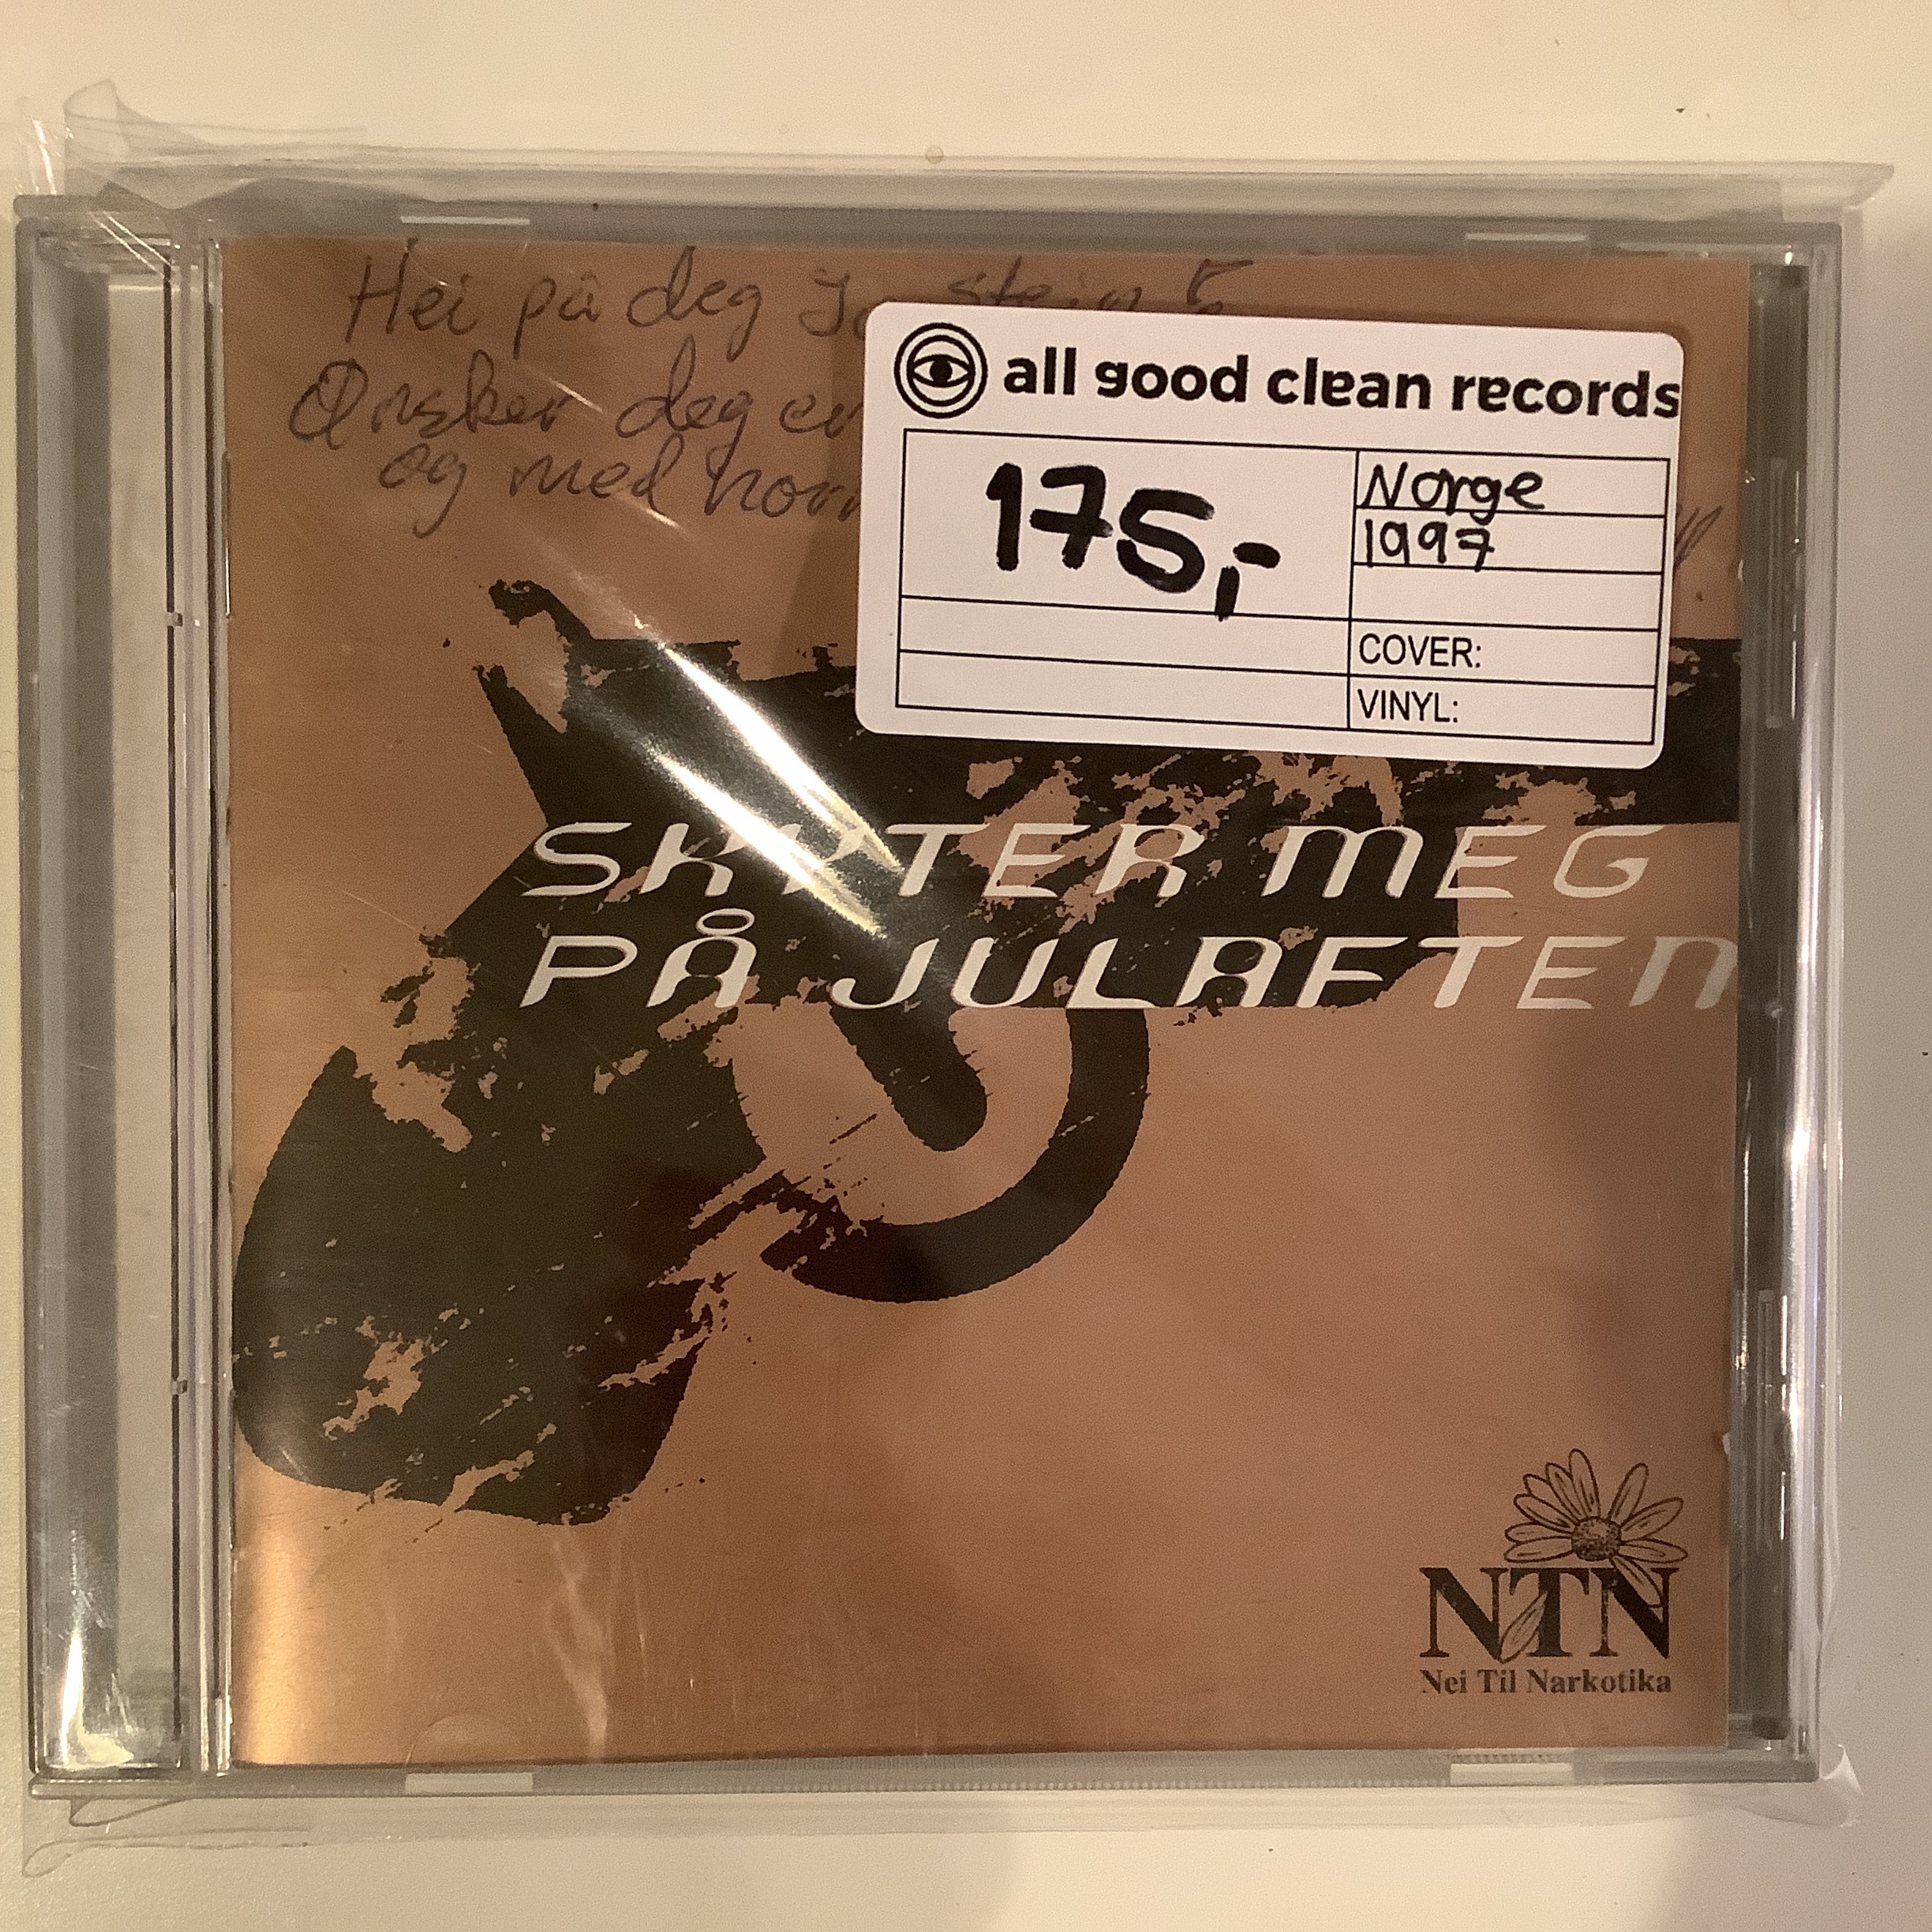 Hei på deg
Ønsker deg
og med
all good clean records
175,-
Norge
1997
COVER:
VINYL:
SKYTER MEG
PÅ JULAFTEN
NTN
Nei Til Narkotika